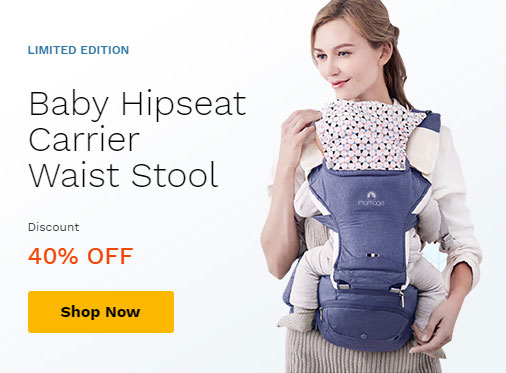 LIMITED EDITION
Baby Hipseat
Carrier
Waist Stool
Discount
40% OFF
Shop Now